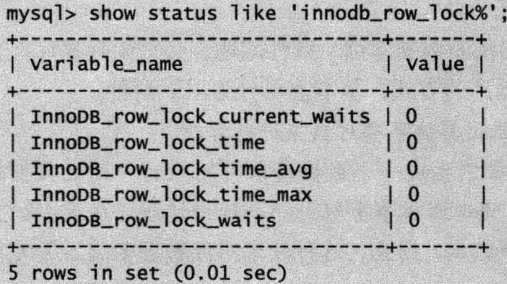 mysql> show status like 'innodb_row_lock%';
+-------------------------------+-------+
| Variable_name                 | Value |
+-------------------------------+-------+
| InnoDB_row_lock_current_waits | 0     |
| InnoDB_row_lock_time          | 0     |
| InnoDB_row_lock_time_avg      | 0     |
| InnoDB_row_lock_time_max      | 0     |
| InnoDB_row_lock_waits         | 0     |
+-------------------------------+-------+
5 rows in set (0.01 sec)